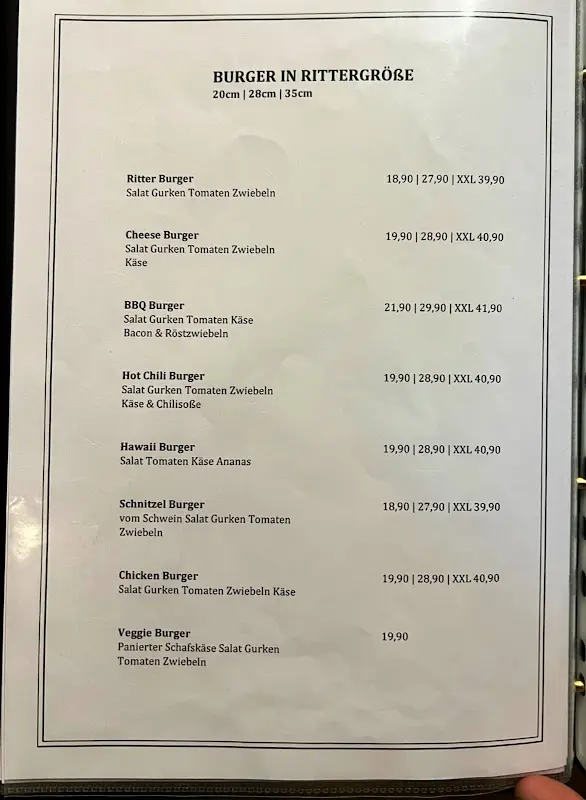 BURGER IN RITTERGRÖßE
20cm | 28cm | 35cm
Ritter Burger 18,90 | 27,90 | XXL 39,90
Salat Gurken Tomaten Zwiebeln
Cheese Burger 19,90 | 28,90 | XXL 40,90
Salat Gurken Tomaten Zwiebeln
Käse
BBQ Burger 21,90 | 29,90 | XXL 41,90
Salat Gurken Tomaten Käse
Bacon & Röstzwiebeln
Hot Chili Burger 19,90 | 28,90 | XXL 40,90
Salat Gurken Tomaten Zwiebeln
Käse & Chilisoße
Hawaii Burger 19,90 | 28,90 | XXL 40,90
Salat Tomaten Käse Ananas
Schnitzel Burger 18,90 | 27,90 | XXL 39,90
vom Schwein Salat Gurken Tomaten
Zwiebeln
Chicken Burger 19,90 | 28,90 | XXL 40,90
Salat Gurken Tomaten Zwiebeln Käse
Veggie Burger 19,90
Panierter Schafskäse Salat Gurken
Tomaten Zwiebeln